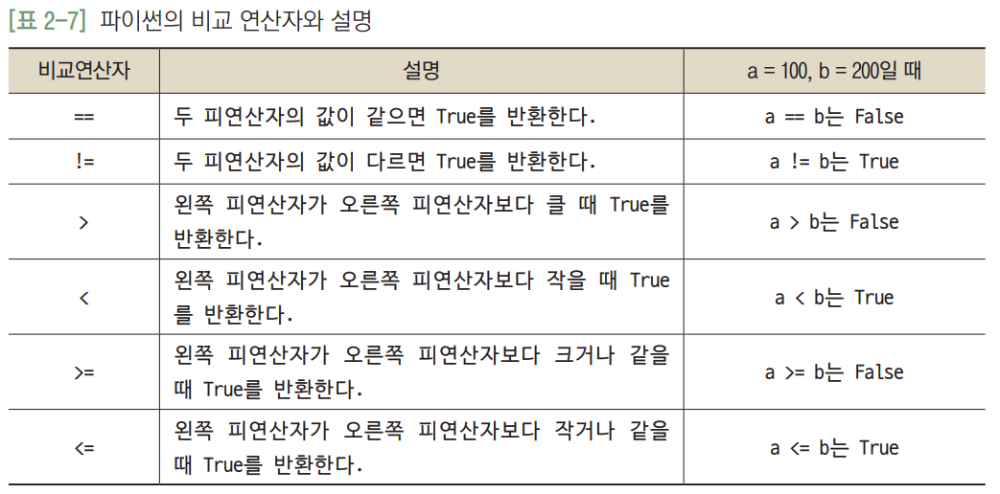 [표 2-7] 파이썬의 비교 연산자와 설명
비교연산자 설명 a = 100, b = 200일 때
== 두 피연산자의 값이 같으면 True를 반환한다. a == b는 False
!= 두 피연산자의 값이 다르면 True를 반환한다. a != b는 True
> 왼쪽 피연산자가 오른쪽 피연산자보다 클 때 True를
반환한다. a > b는 False
< 왼쪽 피연산자가 오른쪽 피연산자보다 작을 때 True
를 반환한다. a < b는 True
>= 왼쪽 피연산자가 오른쪽 피연산자보다 크거나 같을
때 True를 반환한다. a >= b는 False
<= 왼쪽 피연산자가 오른쪽 피연산자보다 작거나 같을
때 True를 반환한다. a <= b는 True